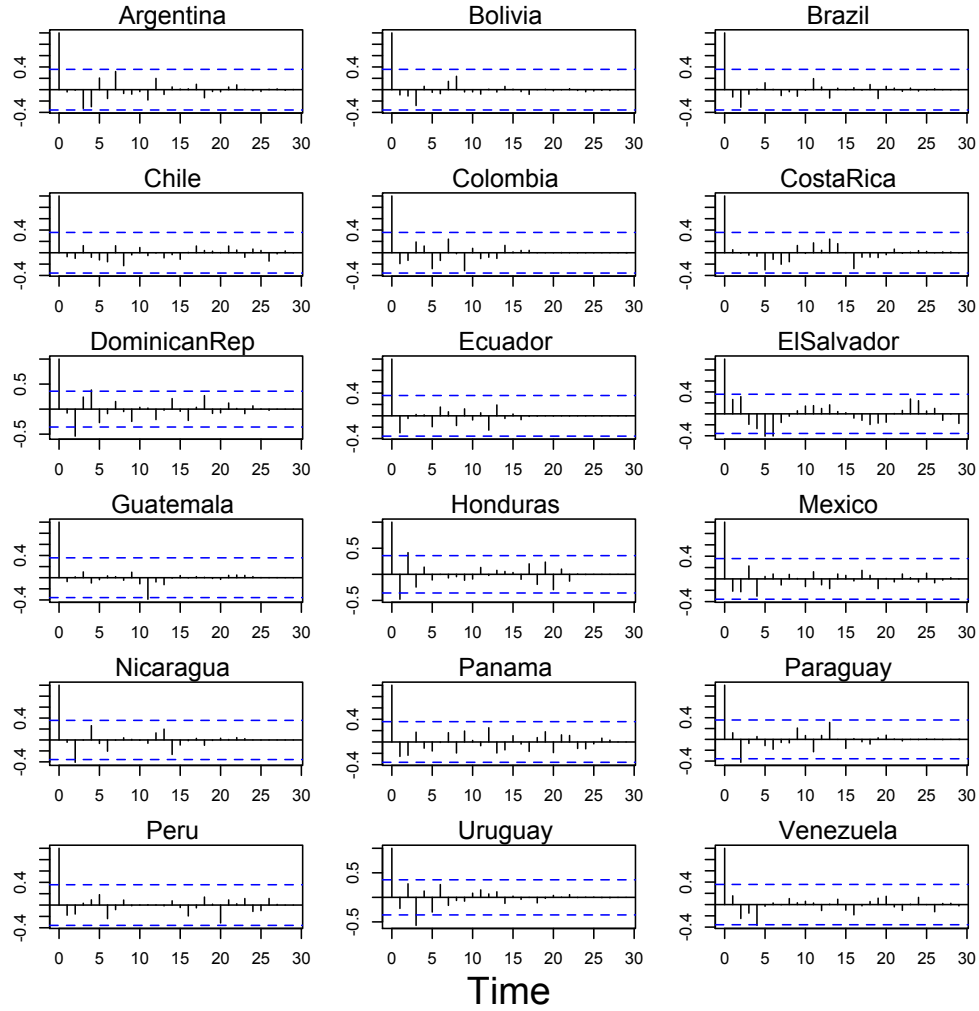 Argentina Bolivia Brazil
0.4 -0.4 0.4 -0.4 0.4 -0.4
0 5 10 15 20 25 30 0 5 10 15 20 25 30 0 5 10 15 20 25 30
Chile Colombia CostaRica
0.4 -0.4 0.4 -0.4 0.4 -0.4
0 5 10 15 20 25 30 0 5 10 15 20 25 30 0 5 10 15 20 25 30
DominicanRep Ecuador ElSalvador
0.5 -0.5 0.4 -0.4 0.4 -0.4
0 5 10 15 20 25 30 0 5 10 15 20 25 30 0 5 10 15 20 25 30
Guatemala Honduras Mexico
0.4 -0.4 0.5 -0.5 0.4 -0.4
0 5 10 15 20 25 30 0 5 10 15 20 25 30 0 5 10 15 20 25 30
Nicaragua Panama Paraguay
0.4 -0.4 0.4 -0.4 0.4 -0.4
0 5 10 15 20 25 30 0 5 10 15 20 25 30 0 5 10 15 20 25 30
Peru Uruguay Venezuela
0.4 -0.4 0.5 -0.5 0.4 -0.4
0 5 10 15 20 25 30 0 5 10 15 20 25 30 0 5 10 15 20 25 30
Time